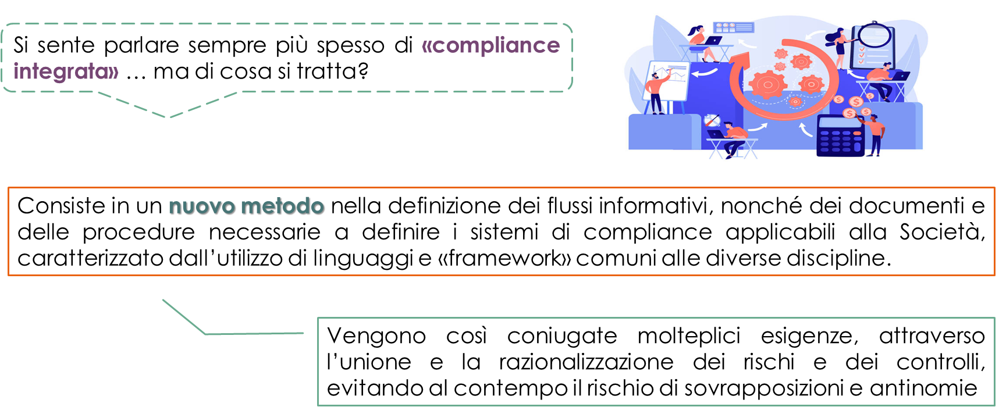 Si sente parlare sempre più spesso di «compliance
integrata» … ma di cosa si tratta?
Consiste in un nuovo metodo nella definizione dei flussi informativi, nonché dei documenti e
delle procedure necessarie a definire i sistemi di compliance applicabili alla Società,
caratterizzato dall’utilizzo di linguaggi e «framework» comuni alle diverse discipline.
Vengono così coniugate molteplici esigenze, attraverso
l’unione e la razionalizzazione dei rischi e dei controlli,
evitando al contempo il rischio di sovrapposizioni e antinomie